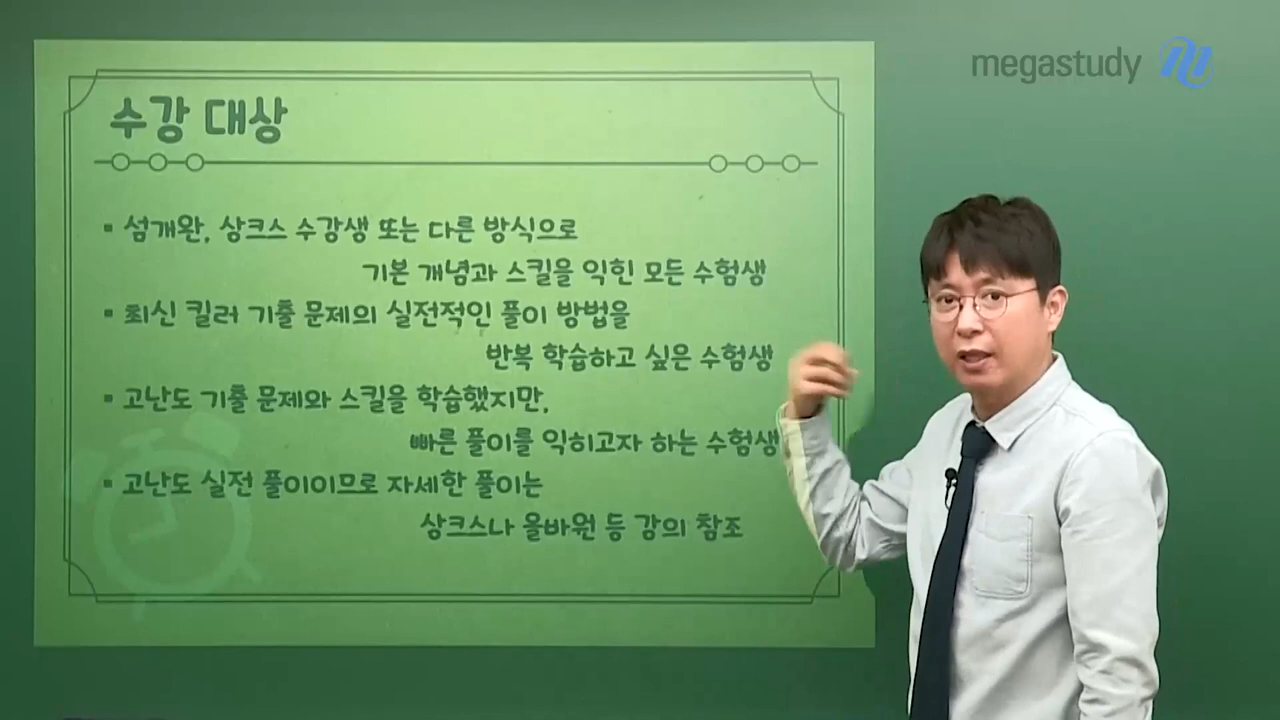 megastudy
수강 대상
▪ 섬개완, 상크스 수강생 또는 다른 방식으로
기본 개념과 스킬을 익힌 모든 수험생
▪ 최신 킬러 기출 문제의 실전적인 풀이 방법을
반복 학습하고 싶은 수험생
▪ 고난도 기출 문제와 스킬을 학습했지만,
빠른 풀이를 익히고자 하는 수험생
▪ 고난도 실전 풀이이므로 자세한 풀이는
상크스나 올바원 등 강의 참조